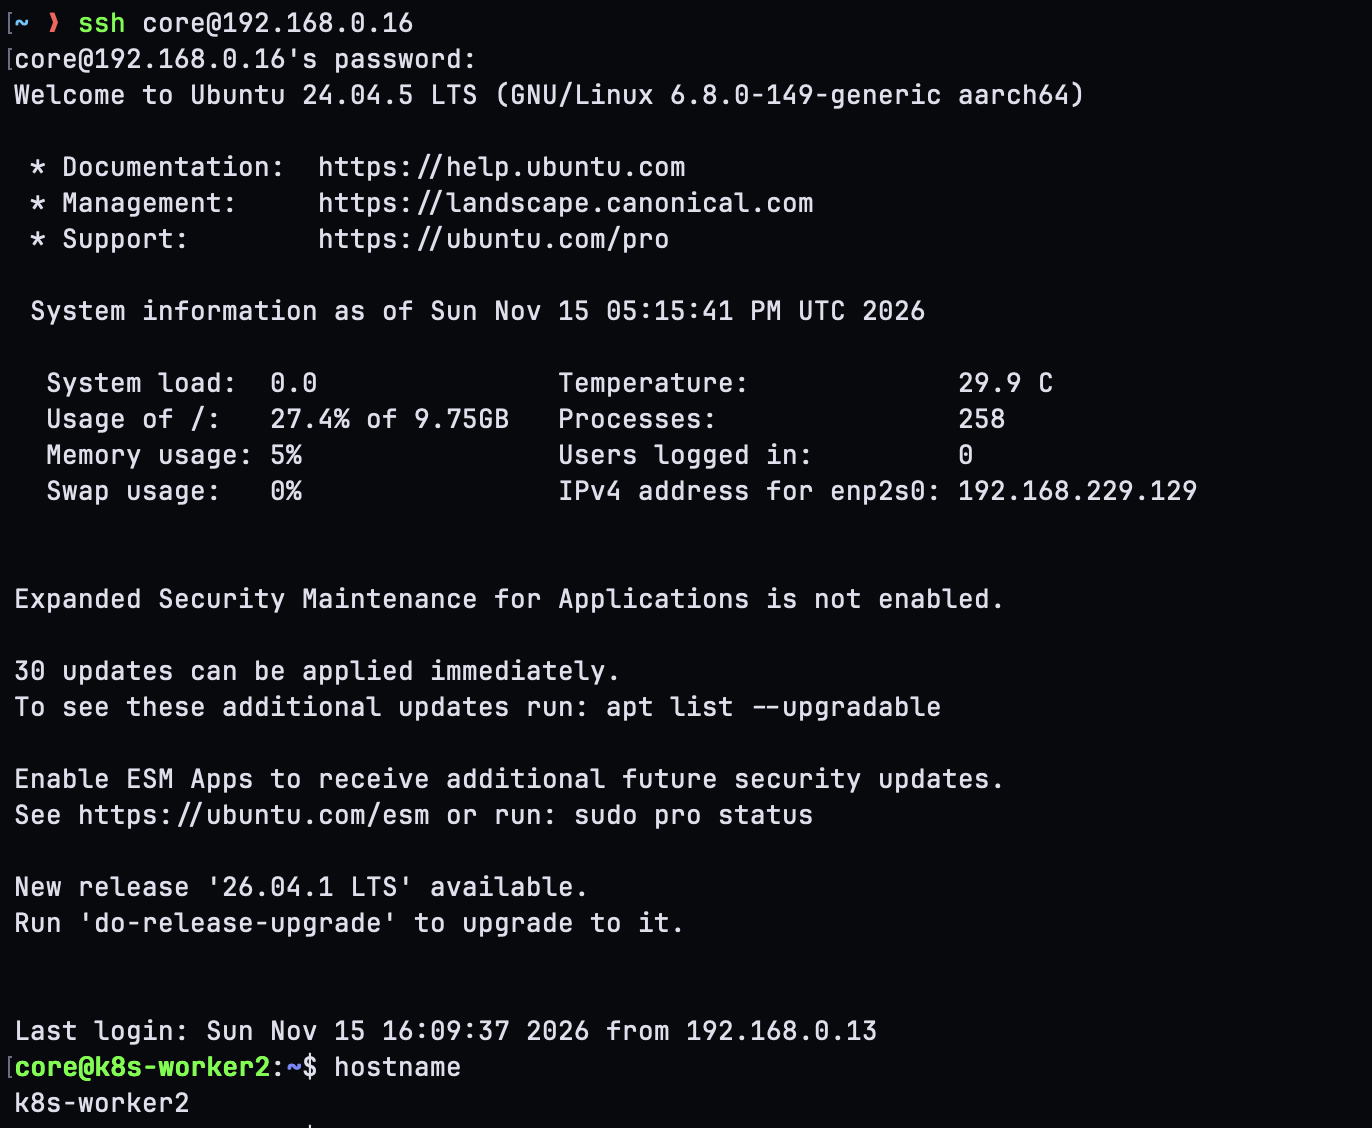 [~ ❯ ssh core@192.168.0.16
[core@192.168.0.16's password:
Welcome to Ubuntu 24.04.5 LTS (GNU/Linux 6.8.0-149-generic aarch64)
* Documentation:  https://help.ubuntu.com
* Management:     https://landscape.canonical.com
* Support:        https://ubuntu.com/pro
System information as of Sun Nov 15 05:15:41 PM UTC 2026
System load:  0.0               Temperature:             29.9 C
Usage of /:   27.4% of 9.75GB   Processes:               258
Memory usage: 5%                Users logged in:         0
Swap usage:   0%                IPv4 address for enp2s0: 192.168.229.129
Expanded Security Maintenance for Applications is not enabled.
30 updates can be applied immediately.
To see these additional updates run: apt list --upgradable
Enable ESM Apps to receive additional future security updates.
See https://ubuntu.com/esm or run: sudo pro status
New release '26.04.1 LTS' available.
Run 'do-release-upgrade' to upgrade to it.
Last login: Sun Nov 15 16:09:37 2026 from 192.168.0.13
[core@k8s-worker2:~$ hostname
k8s-worker2